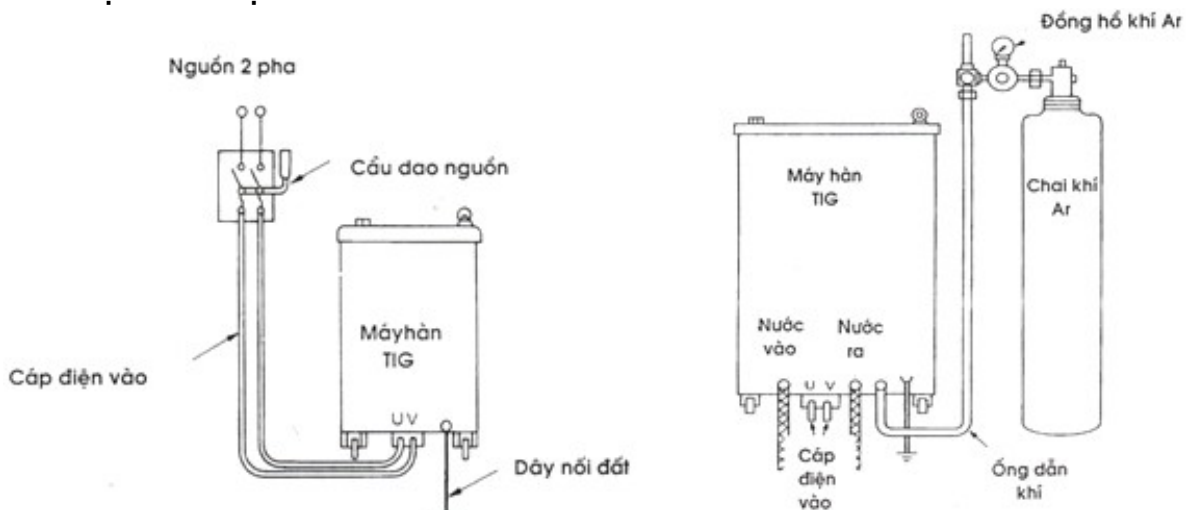 Nguồn 2 pha
Cầu dao nguồn
Máyhàn
TIG
Cáp điện vào
U V
Dây nối đất
Đồng hồ khí Ar
Máy hàn
TIG
Chai khí
Ar
Nước
vào
Nước
ra
U V
Cáp
điện
vào
Ống dẫn
khí